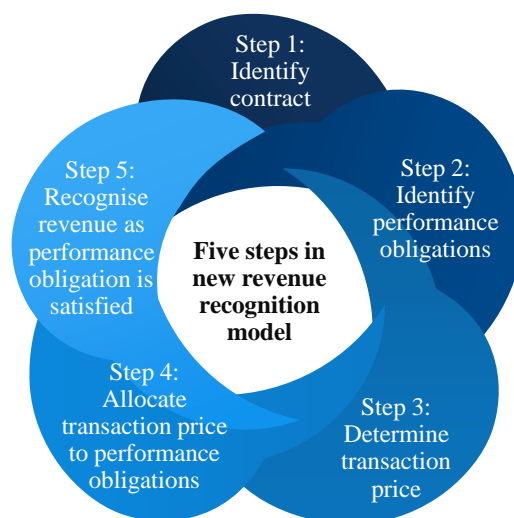 Step 1:
Identify
contract
Step 2:
Identify
performance
obligations
Step 3:
Determine
transaction
price
Step 4:
Allocate
transaction price
to performance
obligations
Step 5:
Recognise
revenue as
performance
obligation is
satisfied
Five steps in
new revenue
recognition
model